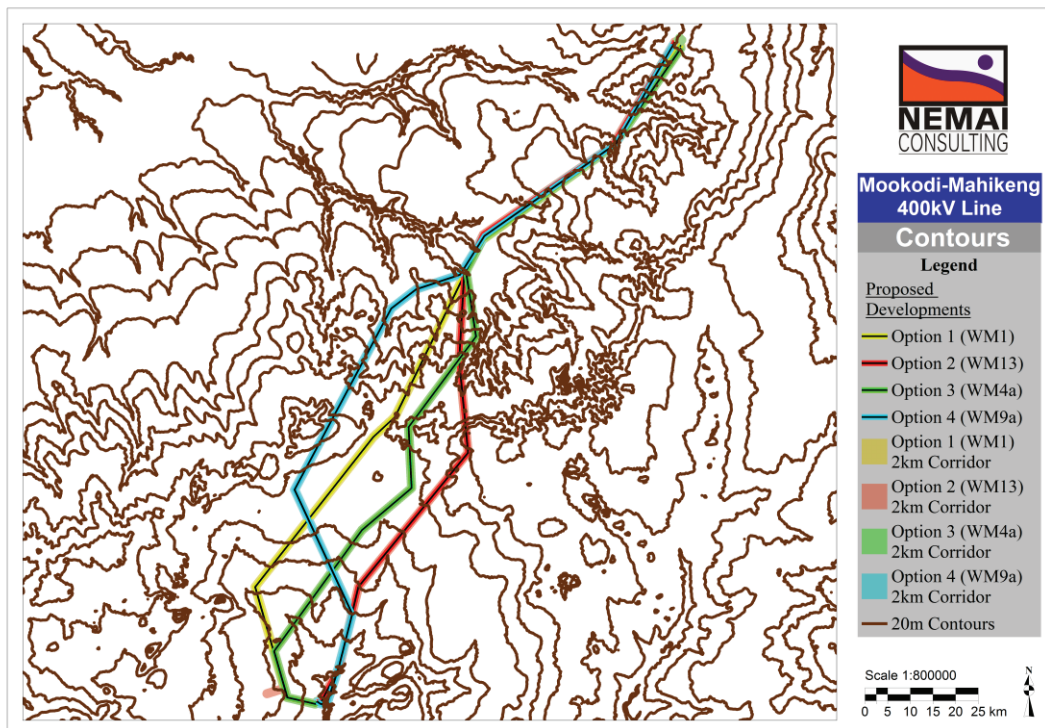 NEMAI
CONSULTING
Mookodi-Mahikeng
400kV Line
Contours
Legend
Proposed
Developments
Option 1 (WM1)
Option 2 (WM13)
Option 3 (WM4a)
Option 4 (WM9a)
Option 1 (WM1)
2km Corridor
Option 2 (WM13)
2km Corridor
Option 3 (WM4a)
2km Corridor
Option 4 (WM9a)
2km Corridor
20m Contours
Scale 1:800000
0 5 10 15 20 25 km
N